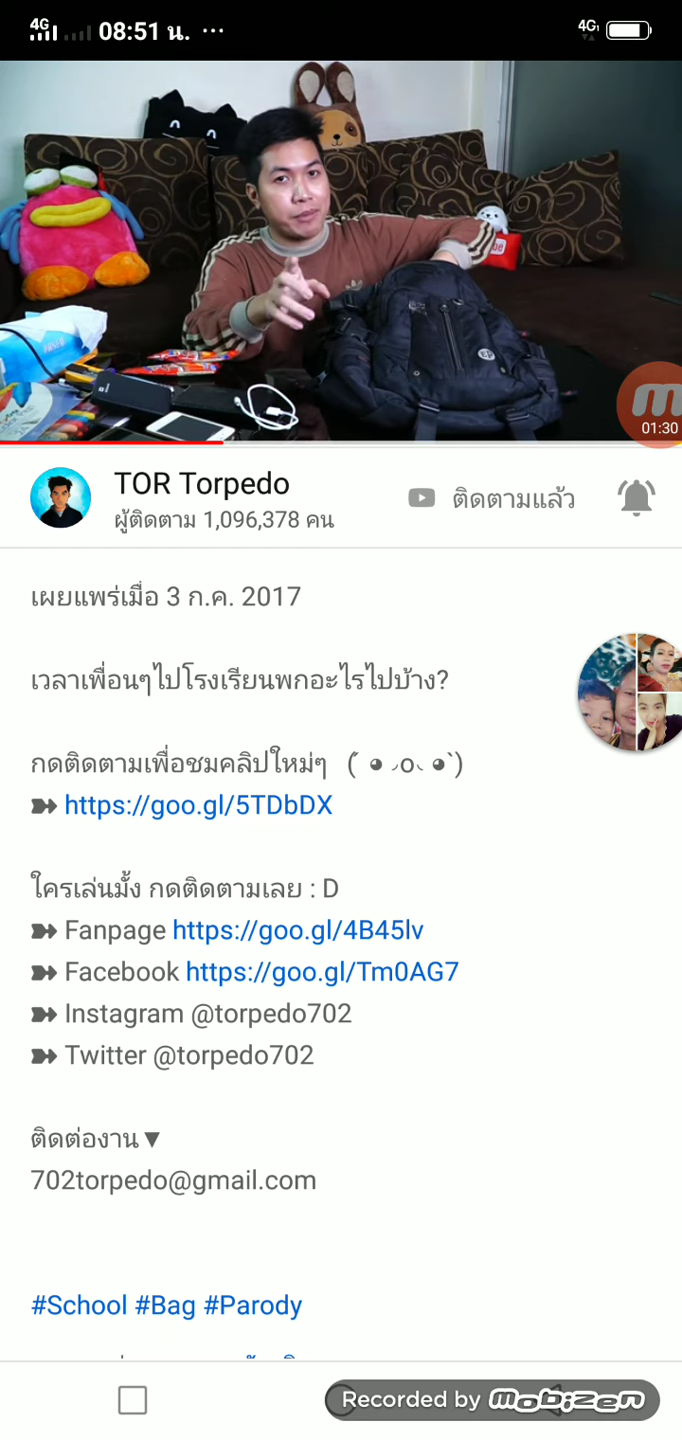 4G 08:51 น. ... 4G
01:30
TOR Torpedo
ผู้ติดตาม 1,096,378 คน
ติดตามแล้ว
เผยแพร่เมื่อ 3 ก.ค. 2017
เวลาเพื่อนๆไปโรงเรียนพกอะไรไปบ้าง?
กดติดตามเพื่อชมคลิปใหม่ๆ (´◕◞o◟◕`)
➽ https://goo.gl/5TDbDX
ใครเล่นมั้ง กดติดตามเลย : D
➽ Fanpage https://goo.gl/4B45lv
➽ Facebook https://goo.gl/Tm0AG7
➽ Instagram @torpedo702
➽ Twitter @torpedo702
ติดต่องาน▼
702torpedo@gmail.com
#School #Bag #Parody
Recorded by mobizen